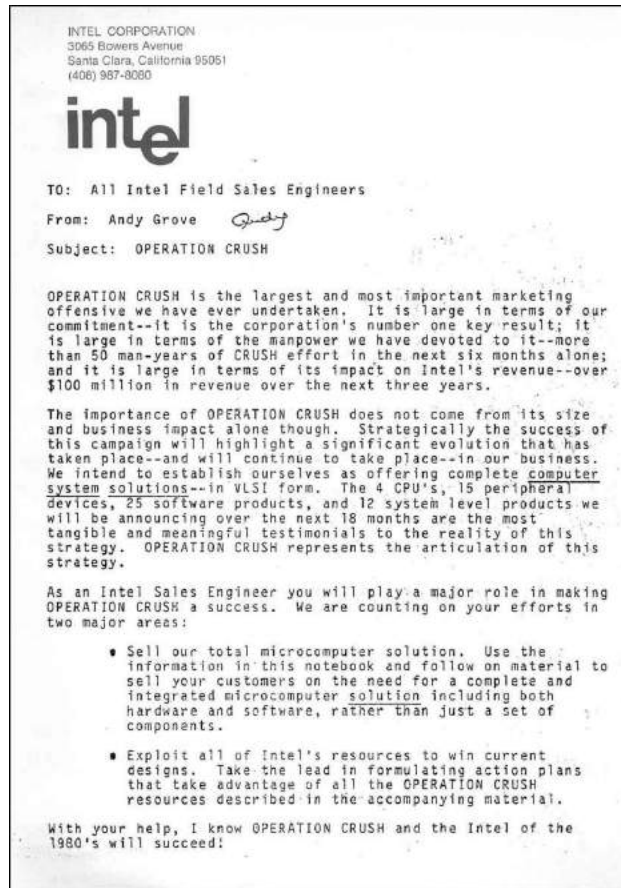 INTEL CORPORATION
3065 Bowers Avenue
Santa Clara, California 95051
(408) 987-8080
intel
TO: All Intel Field Sales Engineers
From: Andy Grove Andy
Subject: OPERATION CRUSH
OPERATION CRUSH is the largest and most important marketing
offensive we have ever undertaken. It is large in terms of our
commitment--it is the corporation's number one key result; it
is large in terms of the manpower we have devoted to it--more
than 50 man-years of CRUSH effort in the next six months alone;
and it is large in terms of its impact on Intel's revenue--over
$100 million in revenue over the next three years.
The importance of OPERATION CRUSH does not come from its size
and business impact alone though. Strategically the success of
this campaign will highlight a significant evolution that has
taken place--and will continue to take place--in our business.
We intend to establish ourselves as offering complete computer
system solutions--in VLSI form. The 4 CPU's, 15 peripheral
devices, 25 software products, and 12 system level products we
will be announcing over the next 18 months are the most
tangible and meaningful testimonials to the reality of this
strategy. OPERATION CRUSH represents the articulation of this
strategy.
As an Intel Sales Engineer you will play a major role in making
OPERATION CRUSH a success. We are counting on your efforts in
two major areas:
• Sell our total microcomputer solution. Use the
information in this notebook and follow on material to
sell your customers on the need for a complete and
integrated microcomputer solution including both
hardware and software, rather than just a set of
components.
• Exploit all of Intel's resources to win current
designs. Take the lead in formulating action plans
that take advantage of all the OPERATION CRUSH
resources described in the accompanying material.
With your help, I know OPERATION CRUSH and the Intel of the
1980's will succeed!